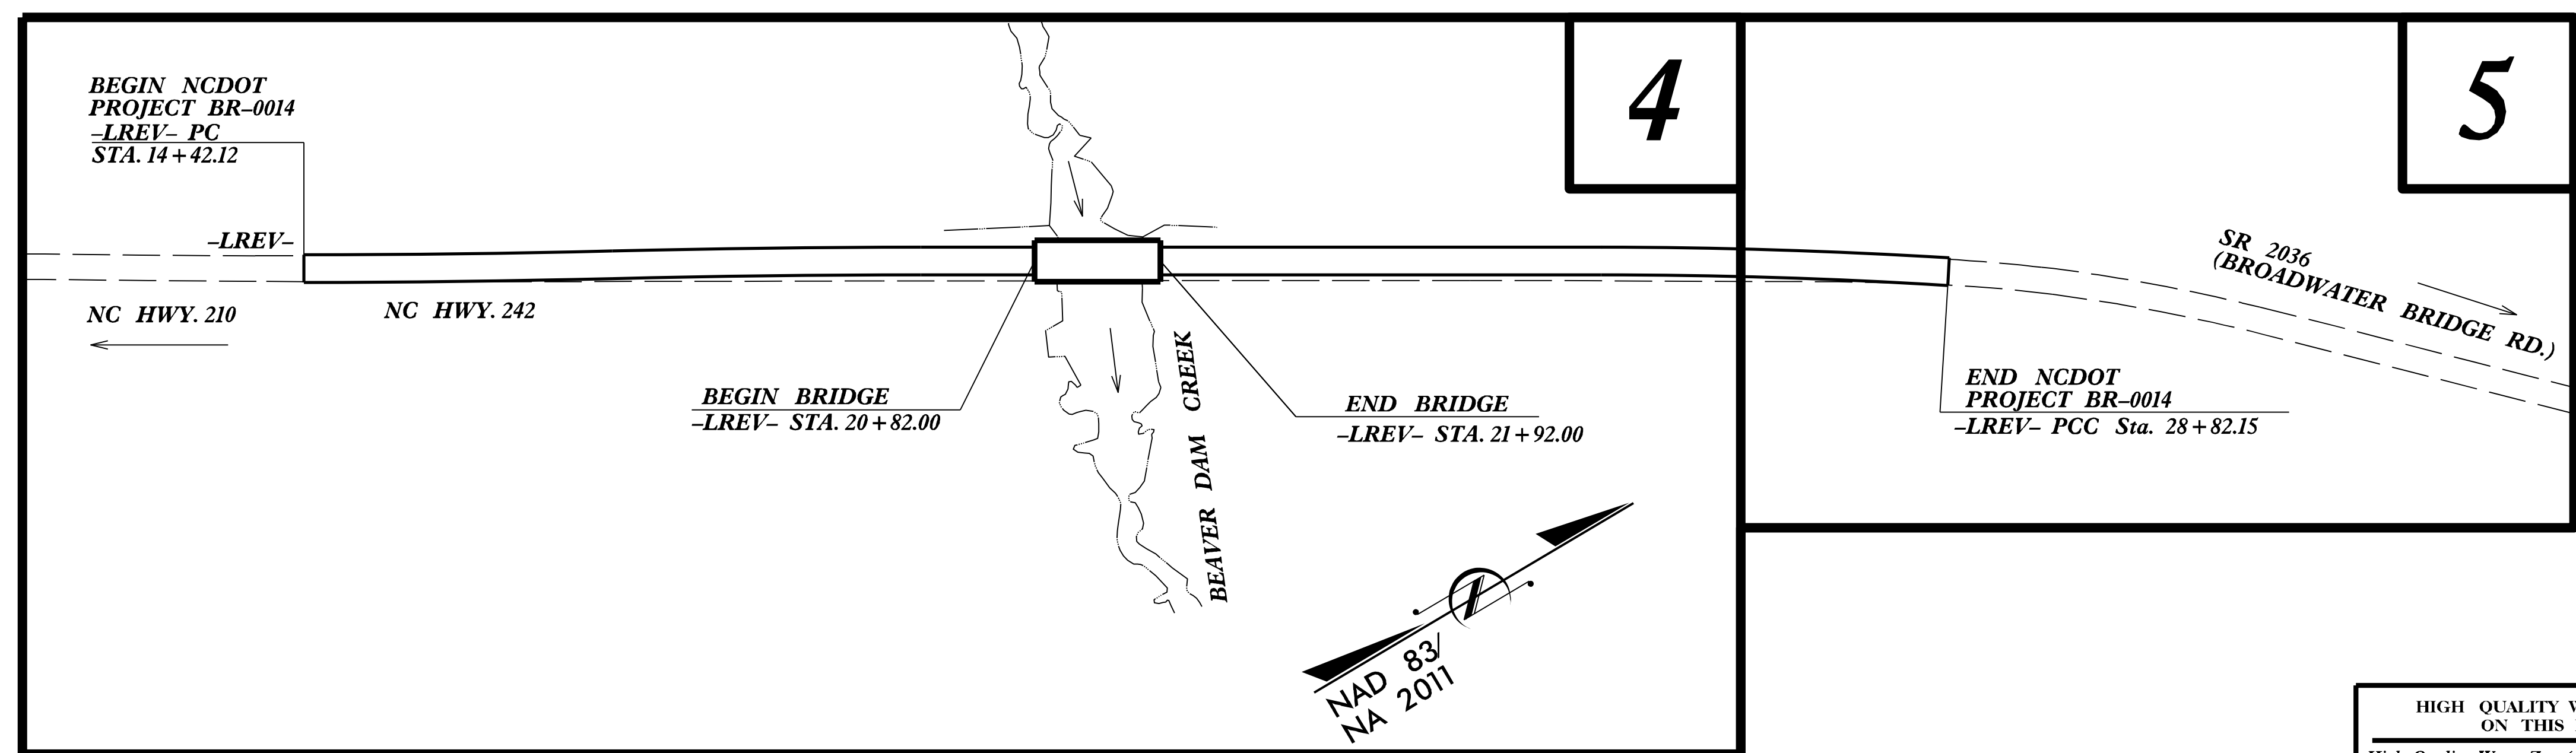 BEGIN NCDOT
PROJECT BR-0014
-LREV- PC
STA. 14+42.12
-LREV-
NC HWY. 210
NC HWY. 242
4
5
BEGIN BRIDGE
-LREV- STA. 20+82.00
BEAVER DAM CREEK
END BRIDGE
-LREV- STA. 21+92.00
SR 2036
(BROADWATER BRIDGE RD.)
END NCDOT
PROJECT BR-0014
-LREV- PCC Sta. 28+82.15
NAD 83/
NA 2011
HIGH QUALITY
ON THIS